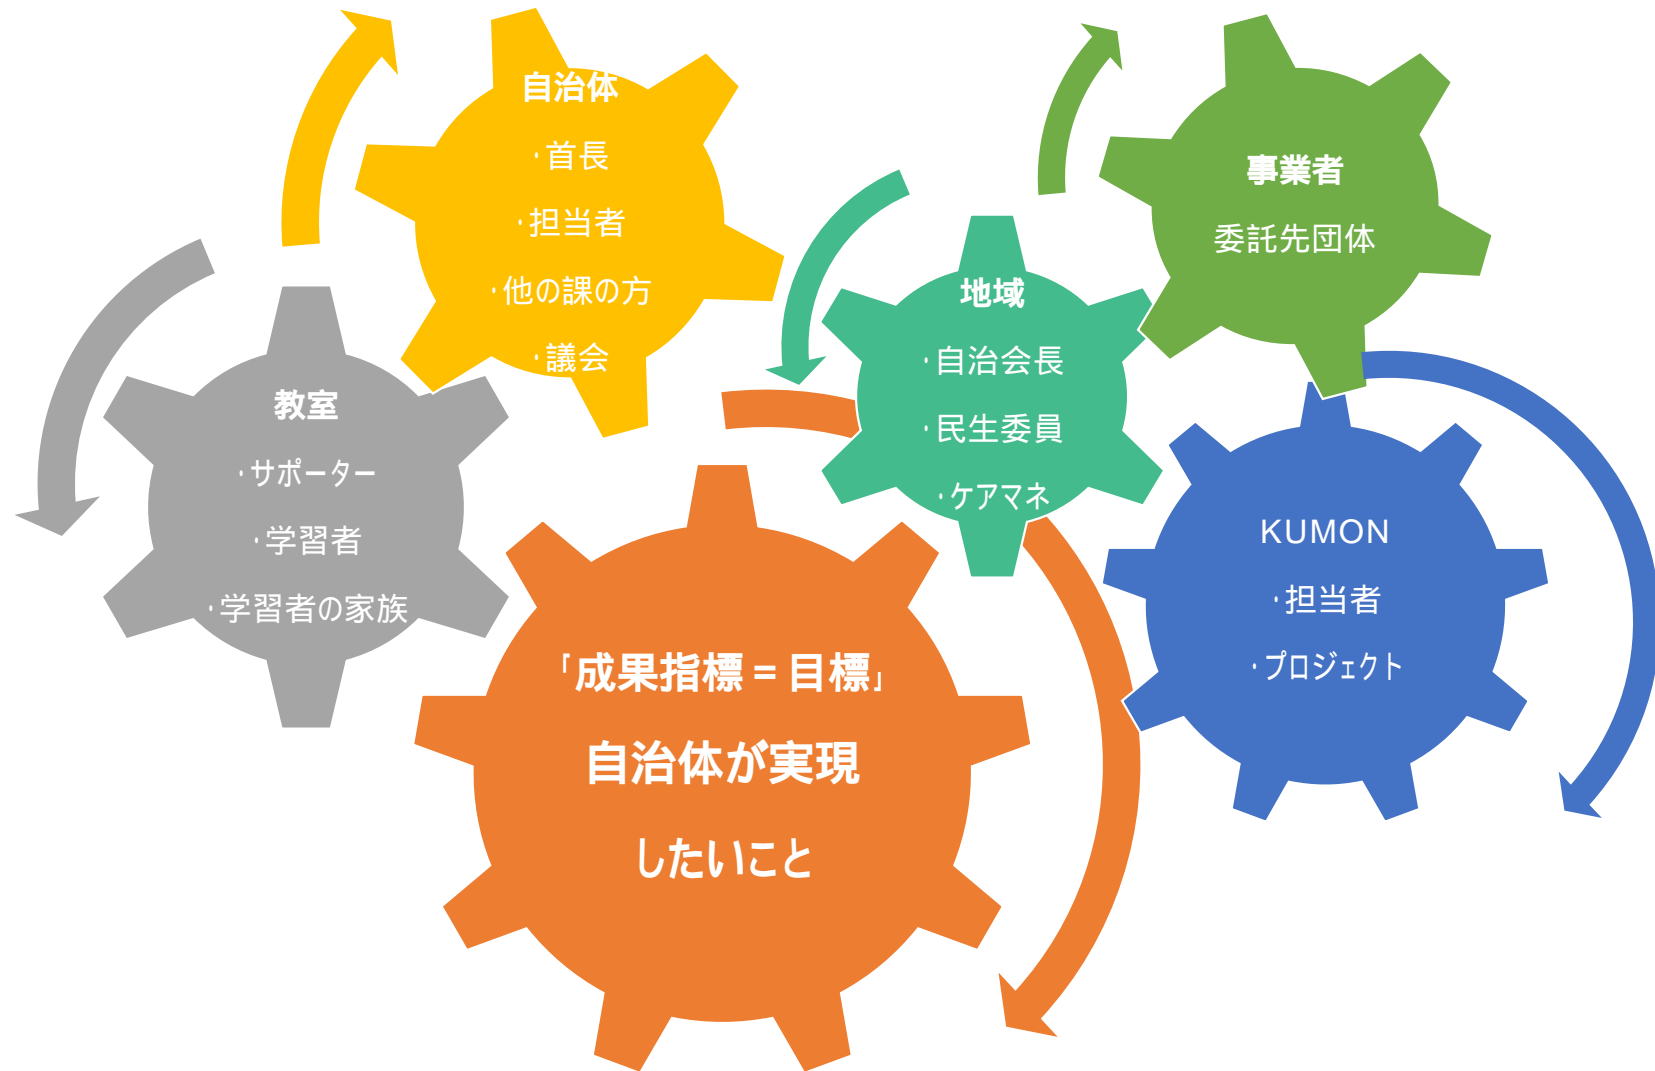 自治体
・首長
・担当者
・他の課の方
・議会
事業者
委託先団体
地域
・自治会長
・民生委員
・ケアマネ
教室
・サポーター
・学習者
・学習者の家族
KUMON
・担当者
・プロジェクト
「成果指標=目標」
自治体が実現
したいこと